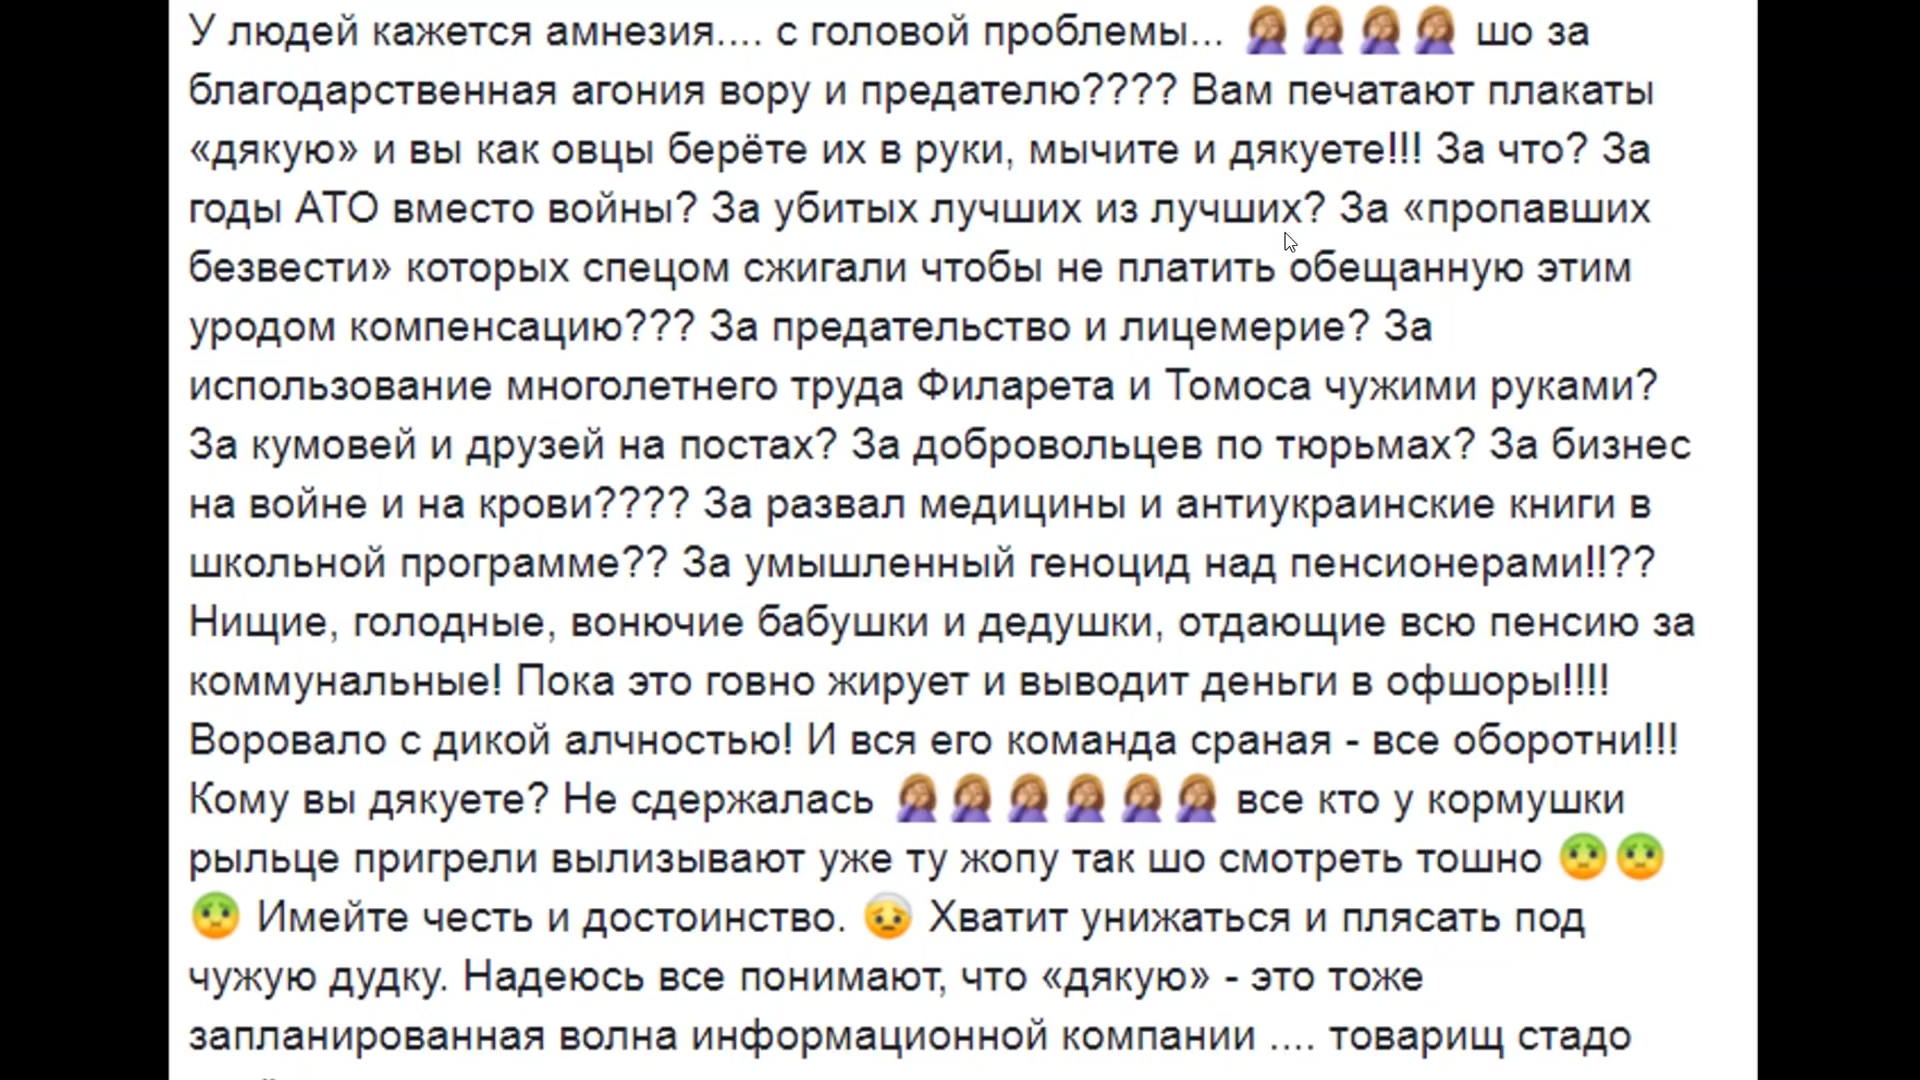 У людей кажется амнезия.... с головой проблемы... 🤦🏽‍♀️🤦🏽‍♀️🤦🏽‍♀️🤦🏽‍♀️ шо за
благодарственная агония вору и предателю???? Вам печатают плакаты
«дякую» и вы как овцы берёте их в руки, мычите и дякуете!!! За что? За
годы АТО вместо войны? За убитых лучших из лучших? За «пропавших
безвести» которых спецом сжигали чтобы не платить обещанную этим
уродом компенсацию??? За предательство и лицемерие? За
использование многолетнего труда Филарета и Томоса чужими руками?
За кумовей и друзей на постах? За добровольцев по тюрьмах? За бизнес
на войне и на крови???? За развал медицины и антиукраинские книги в
школьной программе?? За умышленный геноцид над пенсионерами!!??
Нищие, голодные, вонючие бабушки и дедушки, отдающие всю пенсию за
коммунальные! Пока это говно жирует и выводит деньги в офшоры!!!!
Воровало с дикой алчностью! И вся его команда сраная - все оборотни!!!
Кому вы дякуете? Не сдержалась 🤦🏽‍♀️🤦🏽‍♀️🤦🏽‍♀️🤦🏽‍♀️🤦🏽‍♀️🤦🏽‍♀️ все кто у кормушки
рыльце пригрели вылизывают уже ту жопу так шо смотреть тошно 🤢🤢
🤢 Имейте честь и достоинство. 🤕 Хватит унижаться и плясать под
чужую дудку. Надеюсь все понимают, что «дякую» - это тоже
запланированная волна информационной компании .... товарищ стадо